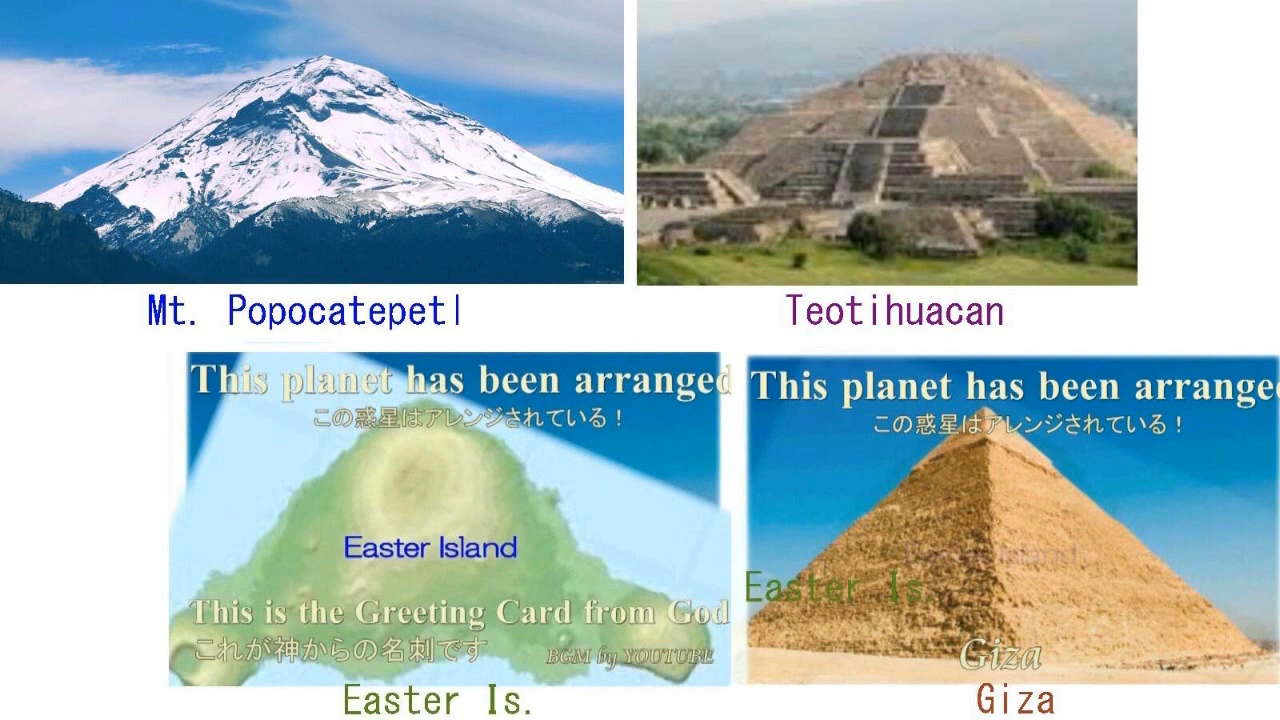 Mt. Popocatepetl
Teotihuacan
This planet has been arranged
この惑星はアレンジされている！
Easter Island
This is the Greeting Card from God
これが神からの名刺です
BGM by YOUTUBE
Easter Is.
This planet has been arranged
この惑星はアレンジされている！
Easter Is.
Giza
Giza